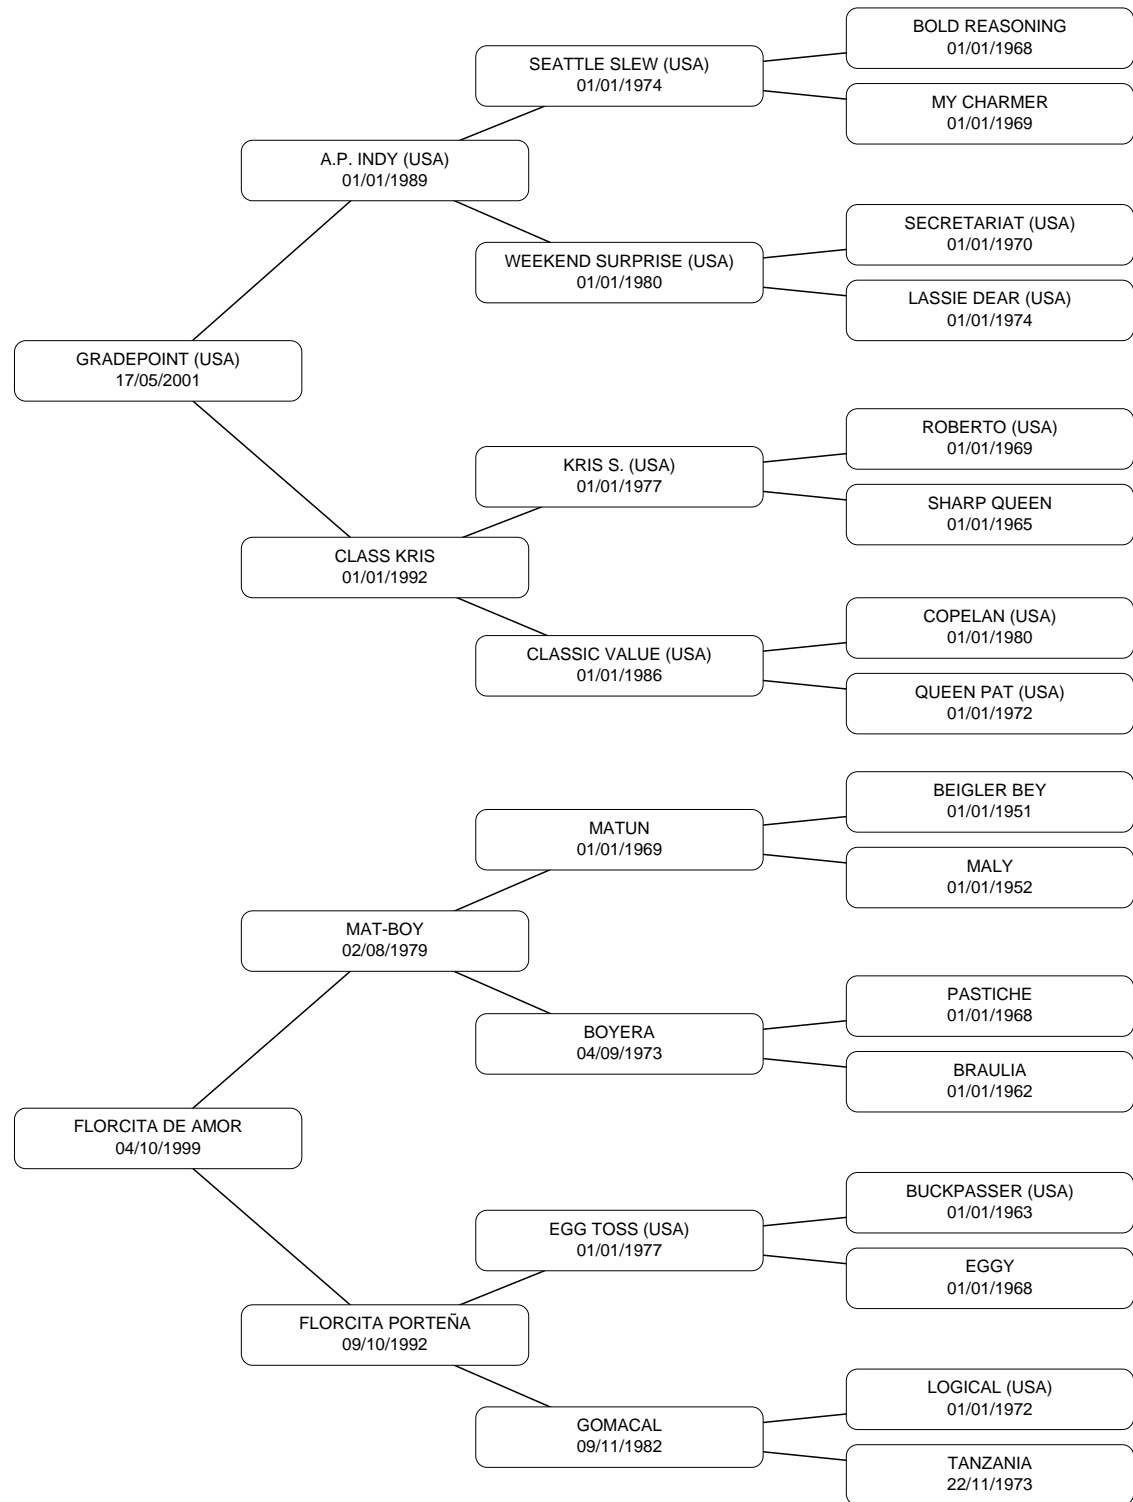 BOLD REASONING
01/01/1968
SEATTLE SLEW (USA)
01/01/1974
MY CHARMER
01/01/1969
A.P. INDY (USA)
01/01/1989
SECRETARIAT (USA)
01/01/1970
WEEKEND SURPRISE (USA)
01/01/1980
LASSIE DEAR (USA)
01/01/1974
GRADEPOINT (USA)
17/05/2001
ROBERTO (USA)
01/01/1969
KRIS S. (USA)
01/01/1977
SHARP QUEEN
01/01/1965
CLASS KRIS
01/01/1992
COPELAN (USA)
01/01/1980
CLASSIC VALUE (USA)
01/01/1986
QUEEN PAT (USA)
01/01/1972
BEIGLER BEY
01/01/1951
MATUN
01/01/1969
MALY
01/01/1952
MAT-BOY
02/08/1979
PASTICHE
01/01/1968
BOYERA
04/09/1973
BRAULIA
01/01/1962
FLORCITA DE AMOR
04/10/1999
BUCKPASSER (USA)
01/01/1963
EGG TOSS (USA)
01/01/1977
EGGY
01/01/1968
FLORCITA PORTEÑA
09/10/1992
LOGICAL (USA)
01/01/1972
GOMACAL
09/11/1982
TANZANIA
22/11/1973